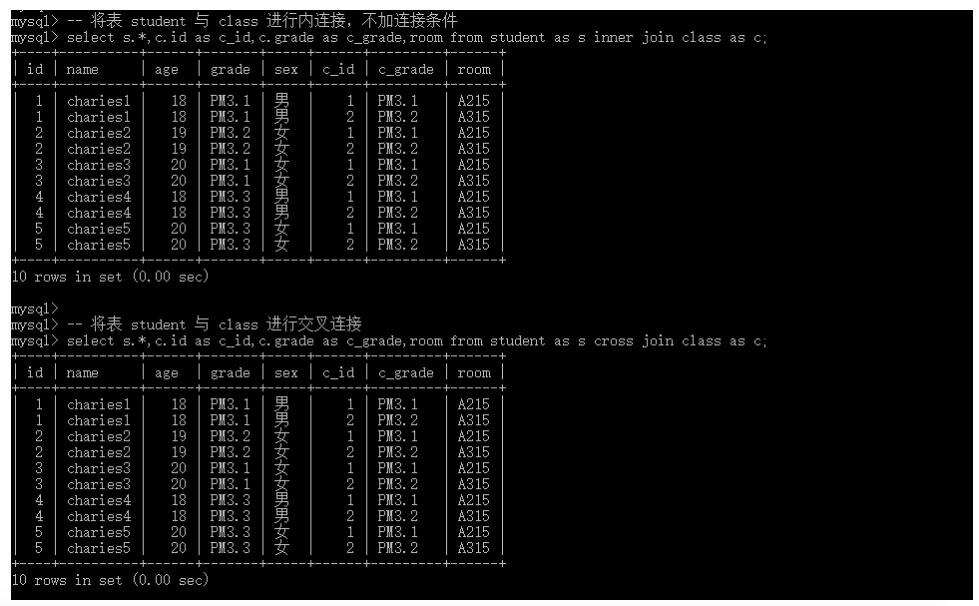 mysql> -- 将表 student 与 class 进行内连接，不加连接条件
mysql> select s.*,c.id as c_id,c.grade as c_grade,room from student as s inner join class as c;
+----+----------+------+-------+------+------+---------+------+
| id | name     | age  | grade | sex  | c_id | c_grade | room |
+----+----------+------+-------+------+------+---------+------+
|  1 | charies1 |   18 | PM3.1 | 男   |    1 | PM3.1   | A215 |
|  1 | charies1 |   18 | PM3.1 | 男   |    2 | PM3.2   | A315 |
|  2 | charies2 |   19 | PM3.2 | 女   |    1 | PM3.1   | A215 |
|  2 | charies2 |   19 | PM3.2 | 女   |    2 | PM3.2   | A315 |
|  3 | charies3 |   20 | PM3.1 | 女   |    1 | PM3.1   | A215 |
|  3 | charies3 |   20 | PM3.1 | 女   |    2 | PM3.2   | A315 |
|  4 | charies4 |   18 | PM3.3 | 男   |    1 | PM3.1   | A215 |
|  4 | charies4 |   18 | PM3.3 | 男   |    2 | PM3.2   | A315 |
|  5 | charies5 |   20 | PM3.3 | 女   |    1 | PM3.1   | A215 |
|  5 | charies5 |   20 | PM3.3 | 女   |    2 | PM3.2   | A315 |
+----+----------+------+-------+------+------+---------+------+
10 rows in set (0.00 sec)
mysql>
mysql> -- 将表 student 与 class 进行交叉连接
mysql> select s.*,c.id as c_id,c.grade as c_grade,room from student as s cross join class as c;
+----+----------+------+-------+------+------+---------+------+
| id | name     | age  | grade | sex  | c_id | c_grade | room |
+----+----------+------+-------+------+------+---------+------+
|  1 | charies1 |   18 | PM3.1 | 男   |    1 | PM3.1   | A215 |
|  1 | charies1 |   18 | PM3.1 | 男   |    2 | PM3.2   | A315 |
|  2 | charies2 |   19 | PM3.2 | 女   |    1 | PM3.1   | A215 |
|  2 | charies2 |   19 | PM3.2 | 女   |    2 | PM3.2   | A315 |
|  3 | charies3 |   20 | PM3.1 | 女   |    1 | PM3.1   | A215 |
|  3 | charies3 |   20 | PM3.1 | 女   |    2 | PM3.2   | A315 |
|  4 | charies4 |   18 | PM3.3 | 男   |    1 | PM3.1   | A215 |
|  4 | charies4 |   18 | PM3.3 | 男   |    2 | PM3.2   | A315 |
|  5 | charies5 |   20 | PM3.3 | 女   |    1 | PM3.1   | A215 |
|  5 | charies5 |   20 | PM3.3 | 女   |    2 | PM3.2   | A315 |
+----+----------+------+-------+------+------+---------+------+
10 rows in set (0.00 sec)